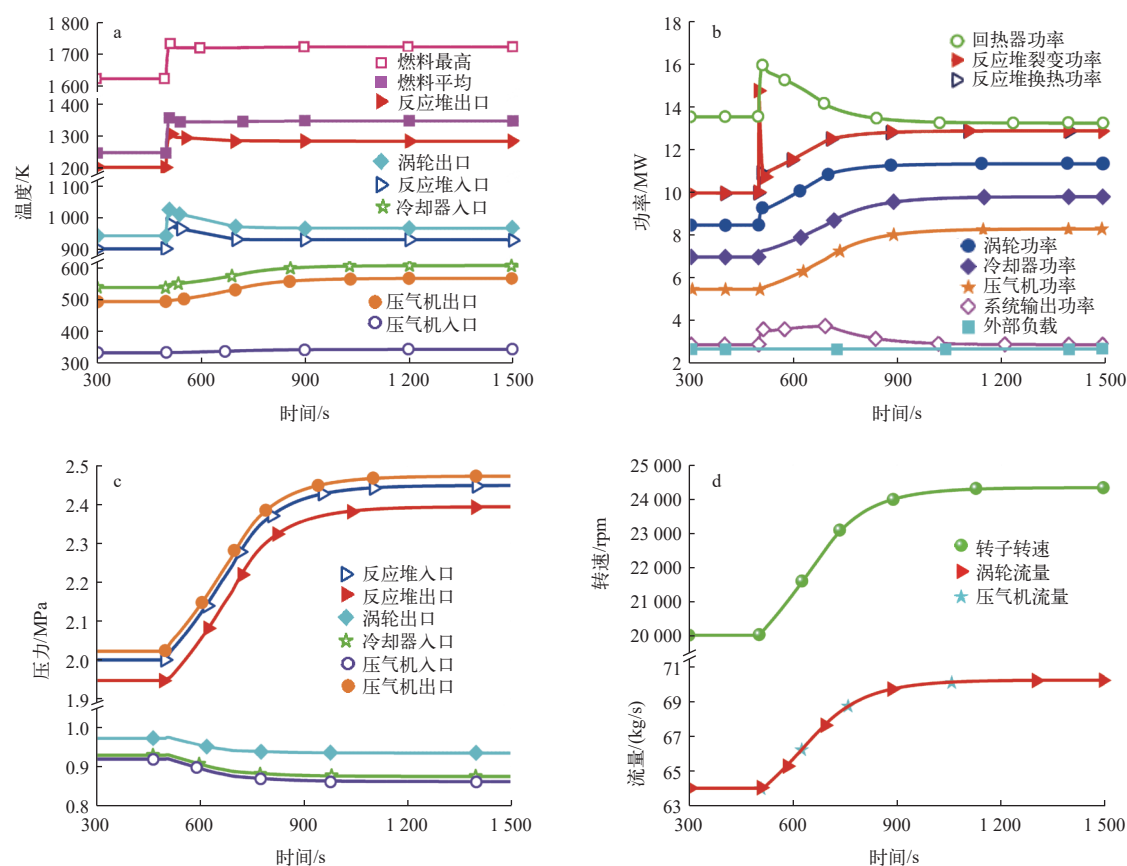 a
1 800
1 700
1 600
1 400
1 300
1 200
1 100
1 000
900
600
500
400
300
温度/K
燃料最高
燃料平均
反应堆出口
涡轮出口
反应堆入口
冷却器入口
压气机出口
压气机入口
300
600
900
1 200
1 500
时间/s
b
18
16
14
12
10
8
6
4
2
功率/MW
回热器功率
反应堆裂变功率
反应堆换热功率
涡轮功率
冷却器功率
压气机功率
系统输出功率
外部负载
300
600
900
1 200
1 500
时间/s
c
2.5
2.4
2.3
2.2
2.1
2.0
1.9
1.0
0.9
0.8
压力/MPa
反应堆入口
反应堆出口
涡轮出口
冷却器入口
压气机入口
压气机出口
300
600
900
1 200
1 500
时间/s
d
25 000
24 000
23 000
22 000
21 000
20 000
转速/rpm
71
70
69
67
66
64
63
流量/(kg/s)
转子转速
涡轮流量
压气机流量
300
600
900
1 200
1 500
时间/s